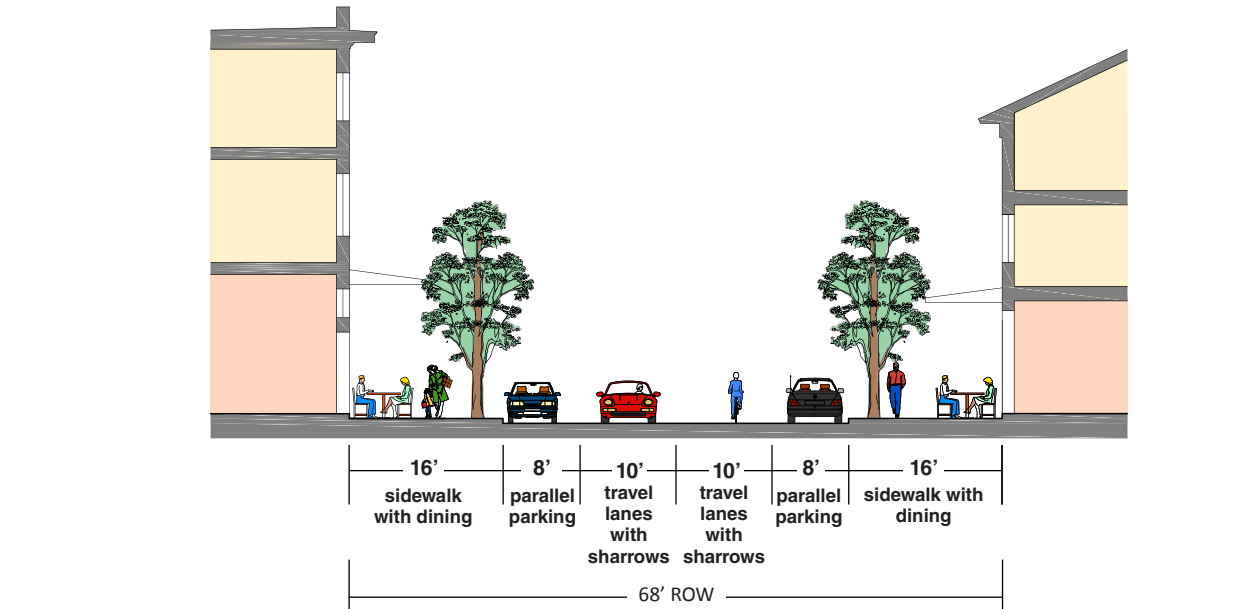 16’
sidewalk
with dining
8’
parallel
parking
10’
travel
lanes
with
sharrows
10’
travel
lanes
with
sharrows
8’
parallel
parking
16’
sidewalk with
dining
68’ ROW